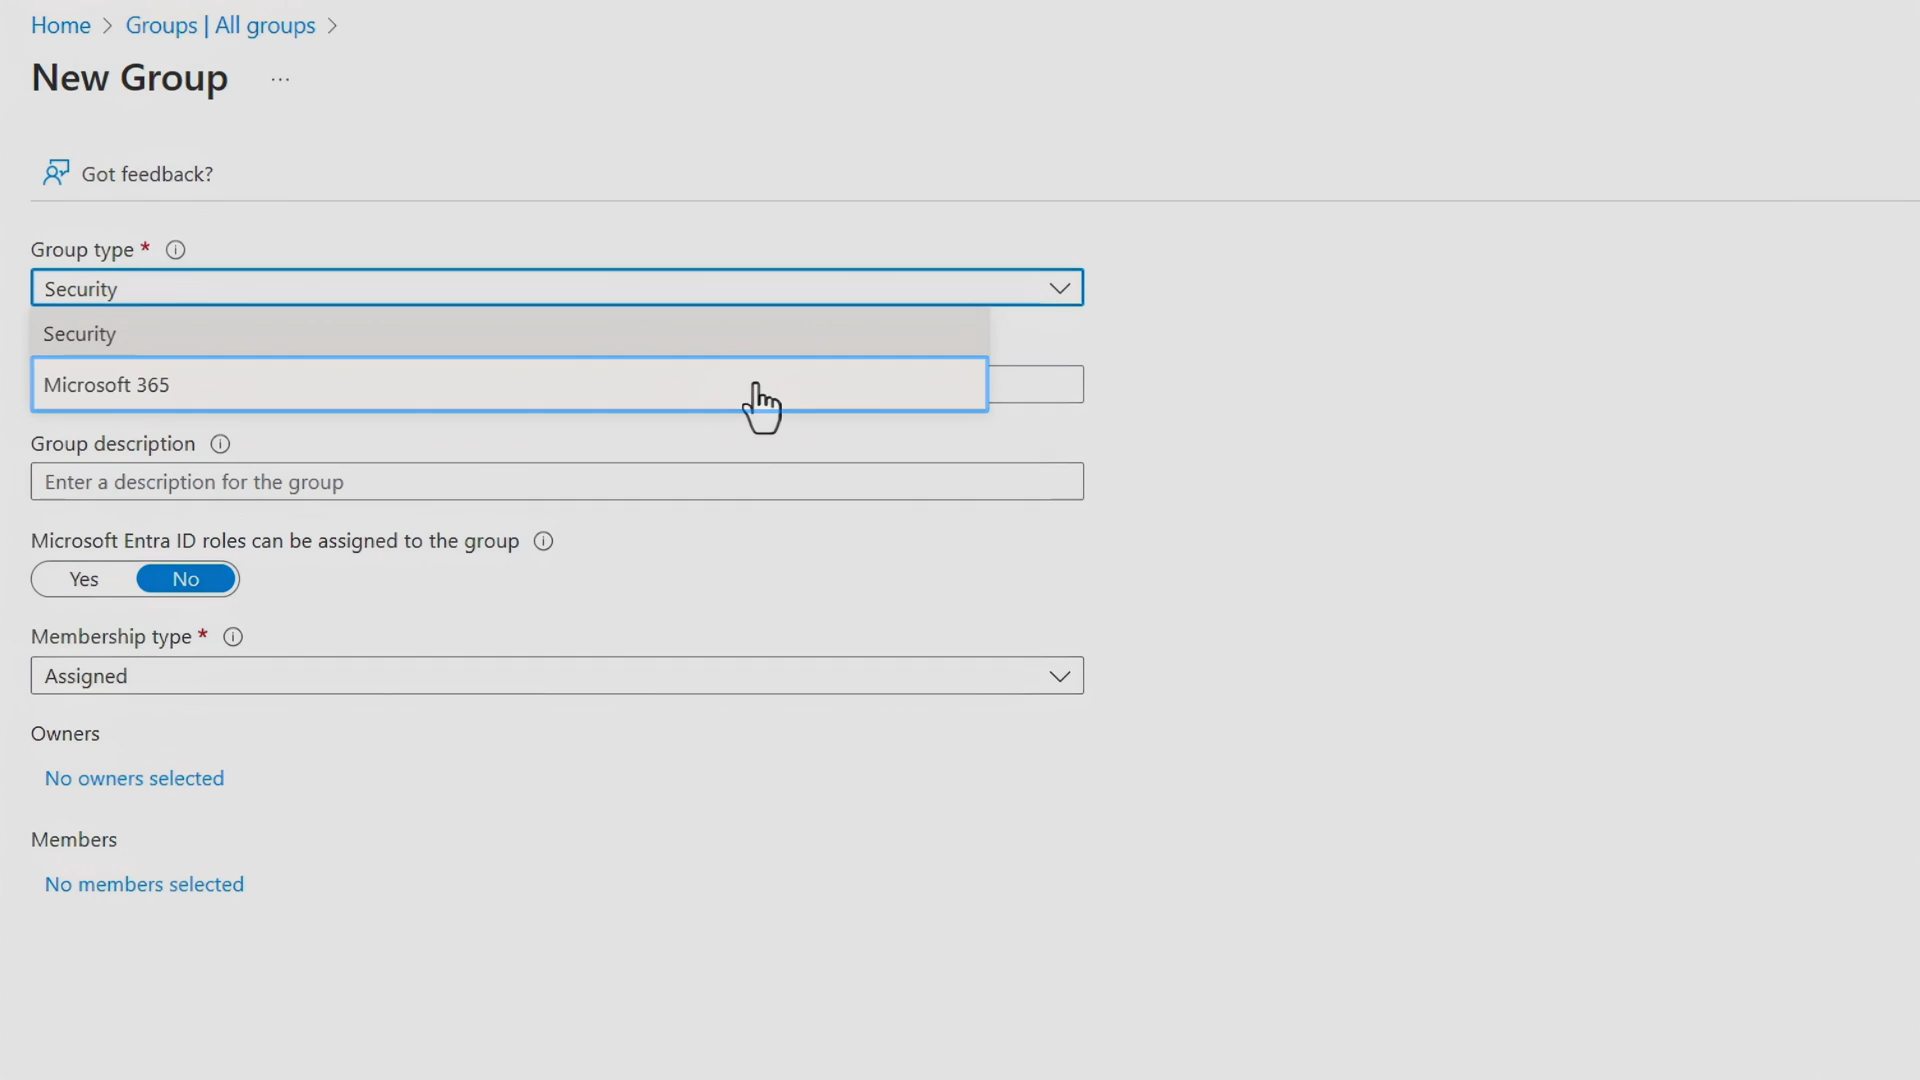 Home > Groups | All groups >
New Group ...
Got feedback?
Group type *
Security
Security
Microsoft 365
Group description
Enter a description for the group
Microsoft Entra ID roles can be assigned to the group
Yes No
Membership type *
Assigned
Owners
No owners selected
Members
No members selected